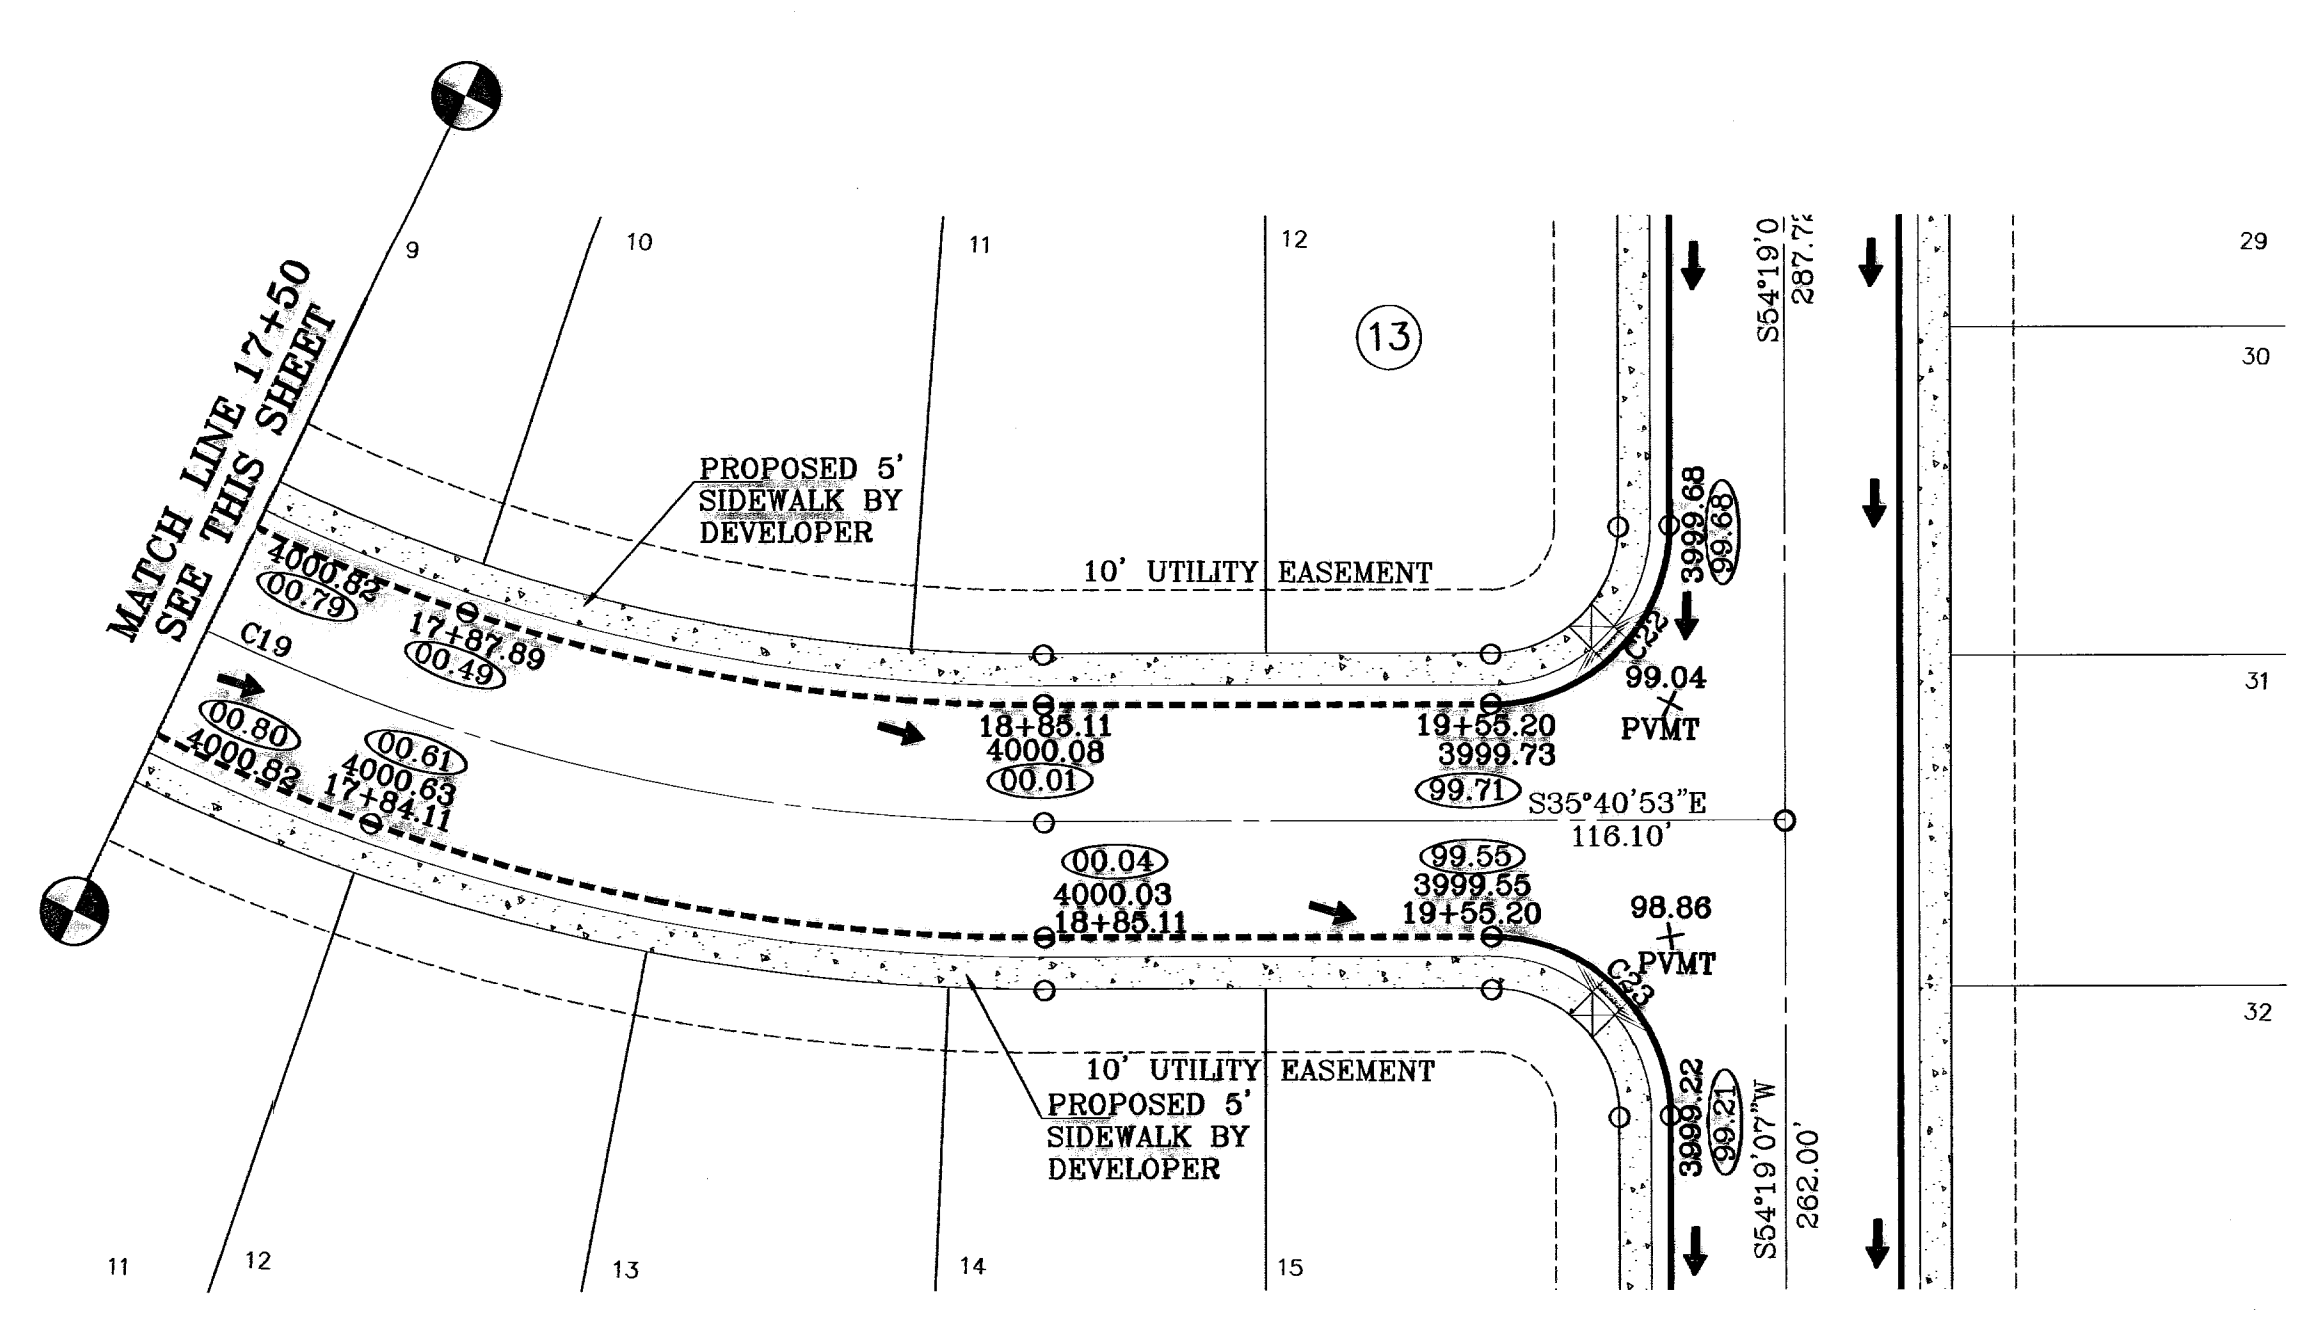 MATCH LINE 17+50
SEE THIS SHEET
9
10
11
12
13
29
30
31
32
PROPOSED 5'
SIDEWALK BY
DEVELOPER
10' UTILITY EASEMENT
4000.82
00.79
17+87.89
00.49
C19
00.80
4000.82
00.61
4000.63
17+84.11
18+85.11
4000.08
00.01
19+55.20
3999.73
99.71
3999.68
99.68
C22
99.04
PVMT
S54°19'0
287.72
S35°40'53"E
116.10'
00.04
4000.03
18+85.11
99.55
3999.55
19+55.20
98.86
PVMT
C23
3999.22
99.21
S54°19'07"W
262.00'
10' UTILITY EASEMENT
PROPOSED 5'
SIDEWALK BY
DEVELOPER
11
12
13
14
15